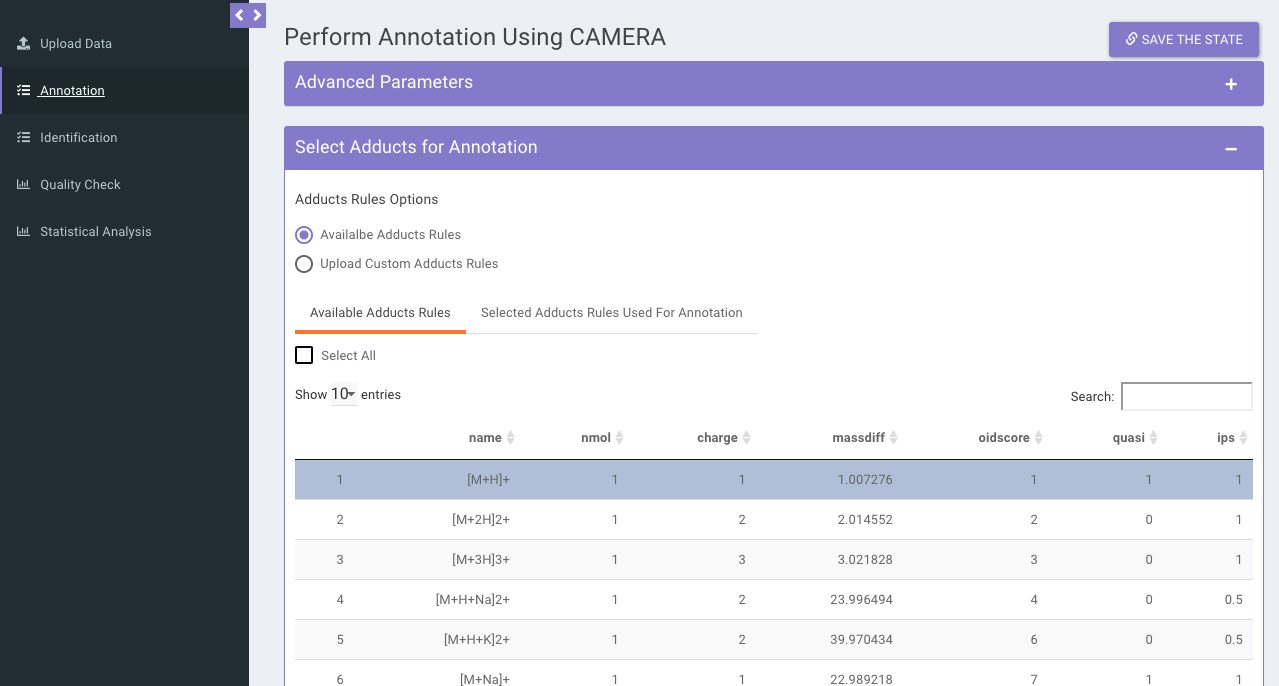 Upload Data
Annotation
Identification
Quality Check
Statistical Analysis
Perform Annotation Using CAMERA
SAVE THE STATE
Advanced Parameters
Select Adducts for Annotation
Adducts Rules Options
Availalbe Adducts Rules
Upload Custom Adducts Rules
Available Adducts Rules Selected Adducts Rules Used For Annotation
Select All
Show 10 entries Search:
name nmol charge massdiff oidscore quasi ips
1 [M+H]+ 1 1 1.007276 1 1 1
2 [M+2H]2+ 1 2 2.014552 2 0 1
3 [M+3H]3+ 1 3 3.021828 3 0 1
4 [M+H+Na]2+ 1 2 23.996494 4 0 0.5
5 [M+H+K]2+ 1 2 39.970434 6 0 0.5
6 [M+Na]+ 1 1 22.989218 7 1 1